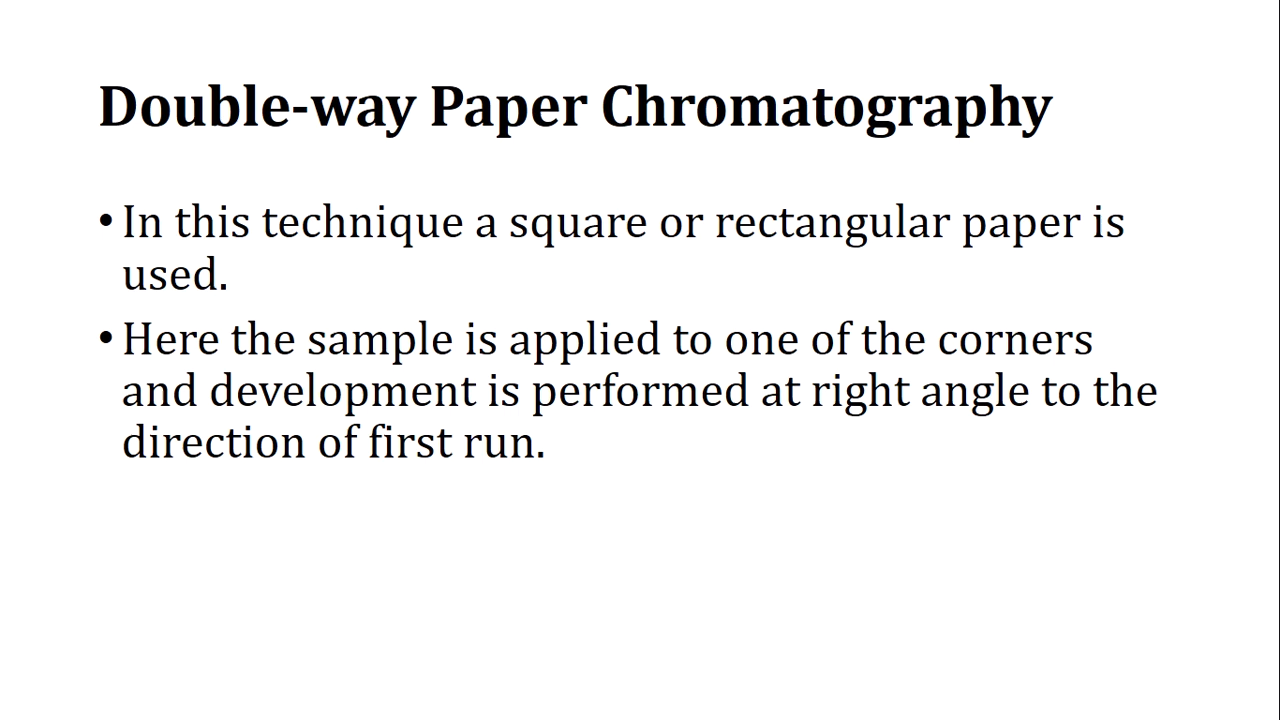 Double-way Paper Chromatography
• In this technique a square or rectangular paper is
used.
• Here the sample is applied to one of the corners
and development is performed at right angle to the
direction of first run.